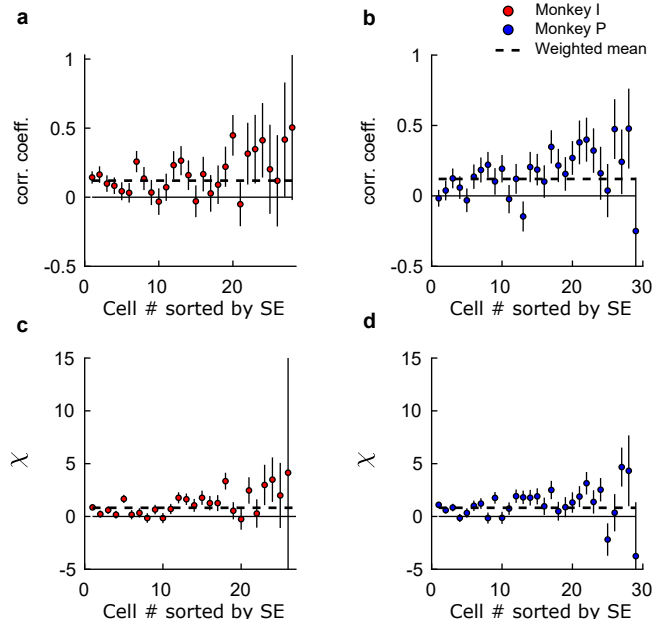 a
b
Monkey I
Monkey P
Weighted mean
1
0.5
0
-0.5
corr. coeff.
0
10
20
Cell # sorted by SE
1
0.5
0
-0.5
corr. coeff.
0
10
20
30
Cell # sorted by SE
c
d
15
10
5
0
-5
χ
0
10
20
Cell # sorted by SE
15
10
5
0
-5
χ
0
10
20
30
Cell # sorted by SE